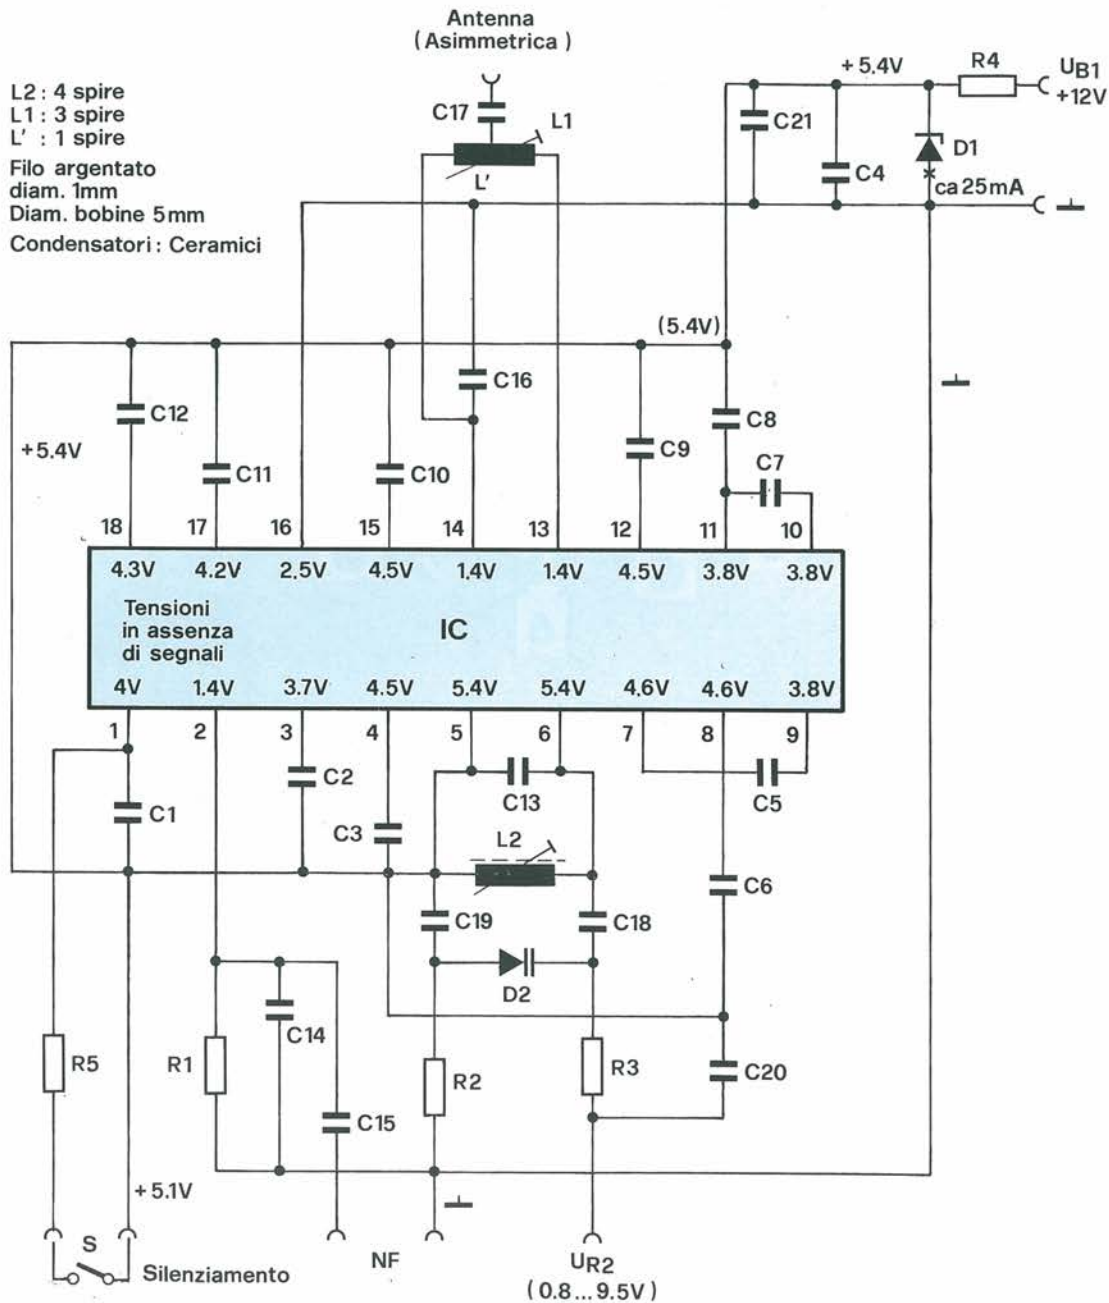 Antenna
(Asimmetrica)
L2: 4 spire
L1: 3 spire
L' : 1 spire
Filo argentato
diam. 1mm
Diam. bobine 5mm
Condensatori: Ceramici
C17
L1
L'
+5.4V
R4
UB1
+12V
C21
C4
D1
ca 25mA
(5.4V)
C16
C12
C8
+5.4V
C11
C10
C9
C7
18 17 16 15 14 13 12 11 10
4.3V 4.2V 2.5V 4.5V 1.4V 1.4V 4.5V 3.8V 3.8V
Tensioni
in assenza
di segnali
IC
4V 1.4V 3.7V 4.5V 5.4V 5.4V 4.6V 4.6V 3.8V
1 2 3 4 5 6 7 8 9
C2
C13
C5
C1
C3
L2
C6
C19
C18
D2
C14
R5
R1
R2
R3
C20
C15
+5.1V
S
Silenziamento
NF
UR2
(0.8...9.5V)